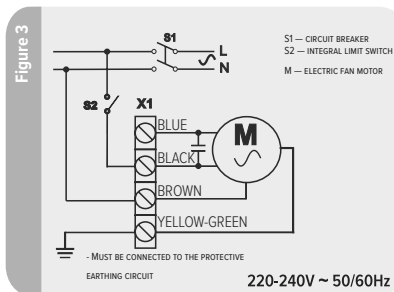 Figure 3
S1
L
N
S1 — CIRCUIT BREAKER
S2 — INTEGRAL LIMIT SWITCH
M — ELECTRIC FAN MOTOR
S2
X1
BLUE
M
BLACK
BROWN
YELLOW-GREEN
- MUST BE CONNECTED TO THE PROTECTIVE
EARTHING CIRCUIT
220-240V ~ 50/60Hz